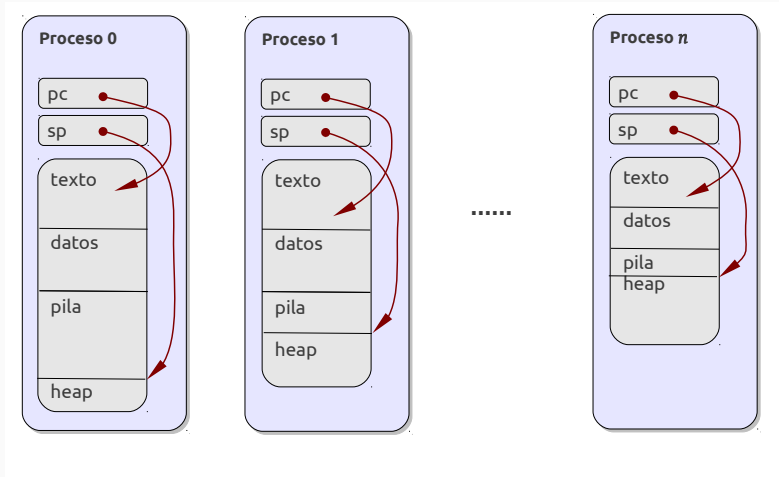 Proceso 0
pc
sp
texto
datos
pila
heap
Proceso 1
pc
sp
texto
datos
pila
heap
......
Proceso n
pc
sp
texto
datos
pila
heap